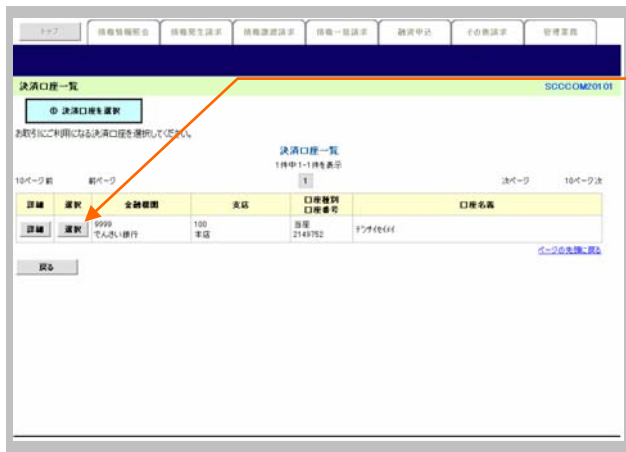 トップ 債権情報照会 債権発生請求 債権譲渡請求 債権一括請求 融資申込 その他請求 管理業務
決済口座一覧 SCCCOM20101
① 決済口座を選択
お取引にご利用になる決済口座を選択してください。
決済口座一覧
1件中1-1件を表示
10ページ前 前ページ 1 次ページ 10ページ次
詳細 選択 金融機関 支店 口座種別 口座名義
口座番号
詳細 選択 9999 100 当座
でんさい銀行 本店 2149752
ページの先頭に戻る
戻る